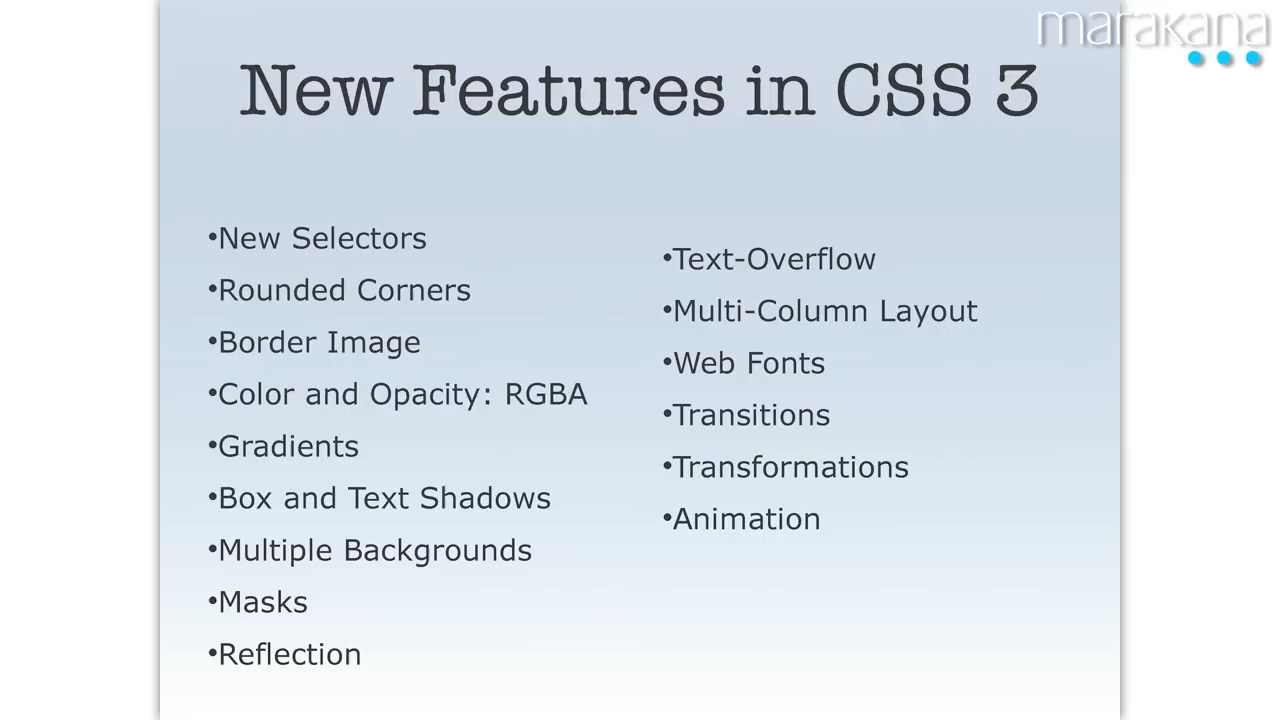 marakana
New Features in CSS 3
•New Selectors
•Rounded Corners
•Border Image
•Color and Opacity: RGBA
•Gradients
•Box and Text Shadows
•Multiple Backgrounds
•Masks
•Reflection
•Text-Overflow
•Multi-Column Layout
•Web Fonts
•Transitions
•Transformations
•Animation